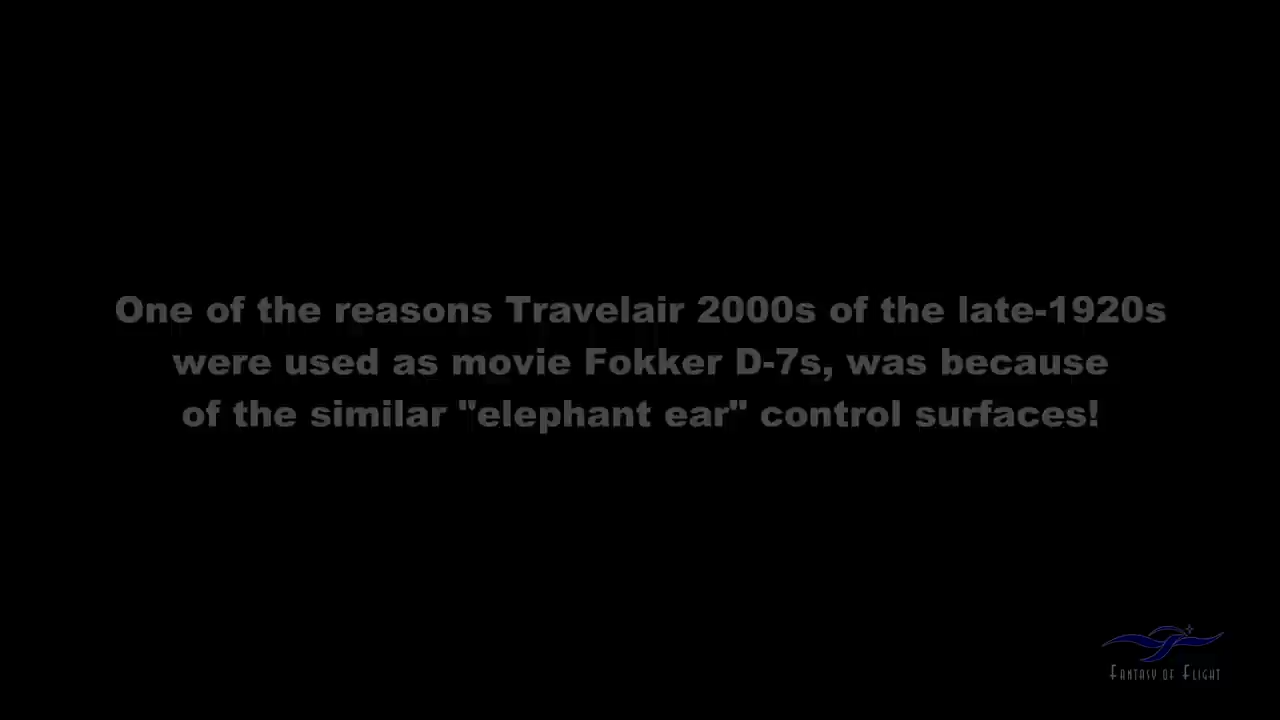 One of the reasons Travelair 2000s of the late-1920s
were used as movie Fokker D-7s, was because
of the similar "elephant ear" control surfaces!
Fantasy of Flight